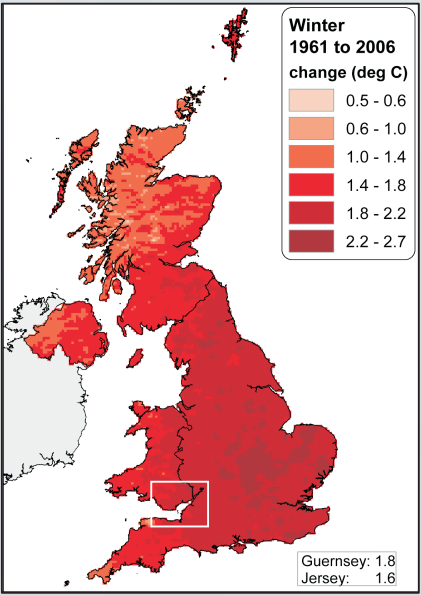 Winter
1961 to 2006
change (deg C)
0.5 - 0.6
0.6 - 1.0
1.0 - 1.4
1.4 - 1.8
1.8 - 2.2
2.2 - 2.7
Guernsey: 1.8
Jersey: 1.6